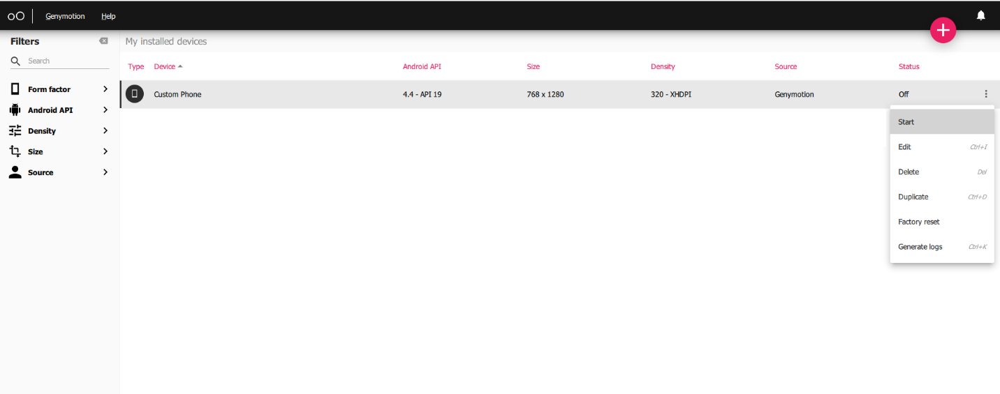 Genymotion Help
Filters
Search
Form factor
Android API
Density
Size
Source
My installed devices
Type Device Android API Size Density Source Status
Custom Phone 4.4 - API 19 768 x 1280 320 - XHDPI Genymotion Off
Start
Edit Ctrl+I
Delete Del
Duplicate Ctrl+D
Factory reset
Generate logs Ctrl+K